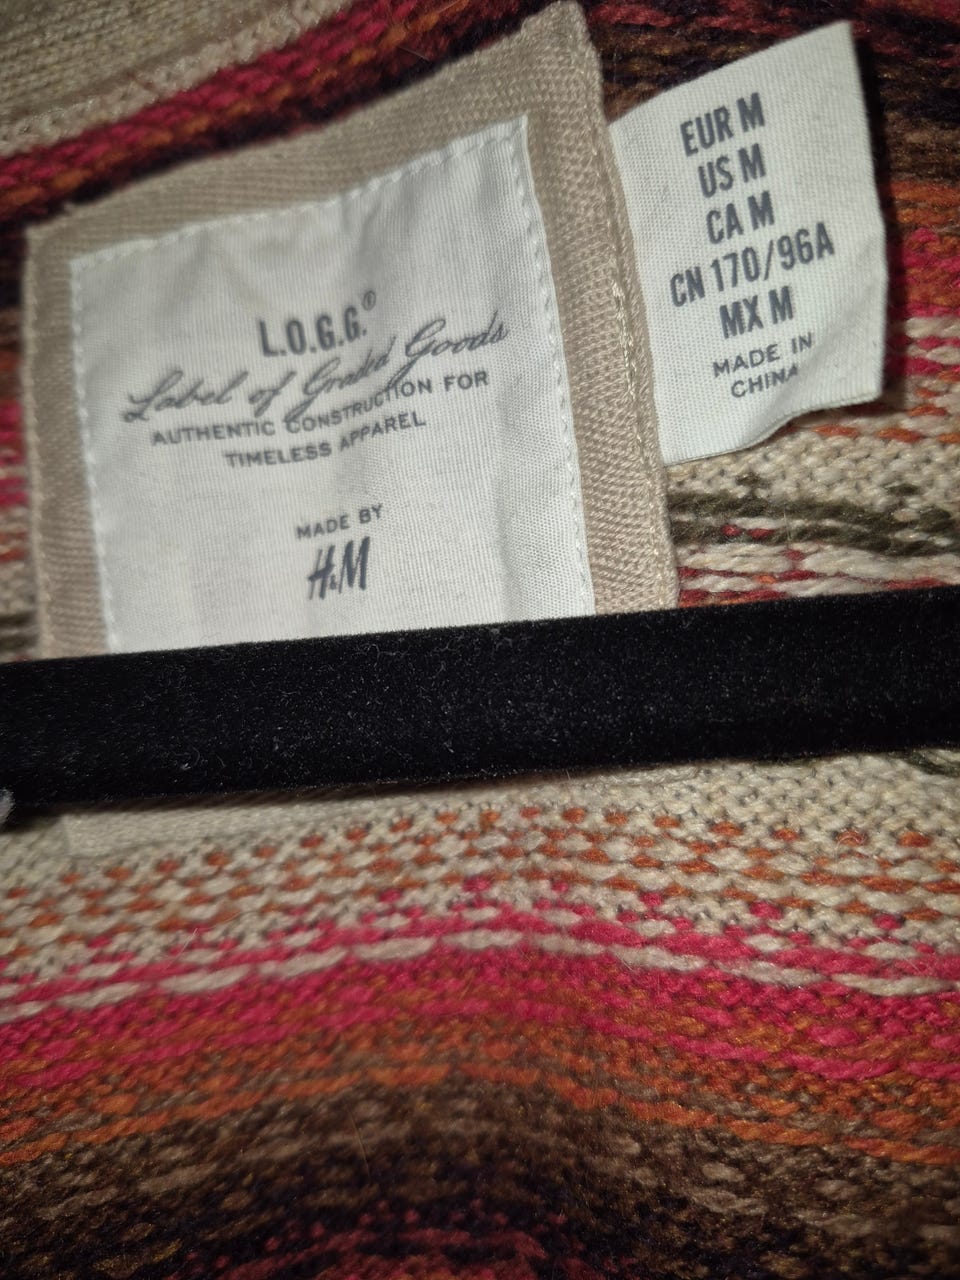 L.O.G.G.®
Label of Graded Goods
AUTHENTIC CONSTRUCTION FOR
TIMELESS APPAREL
MADE BY
H&M
EUR M
US M
CA M
CN 170/96A
MX M
MADE IN
CHINA